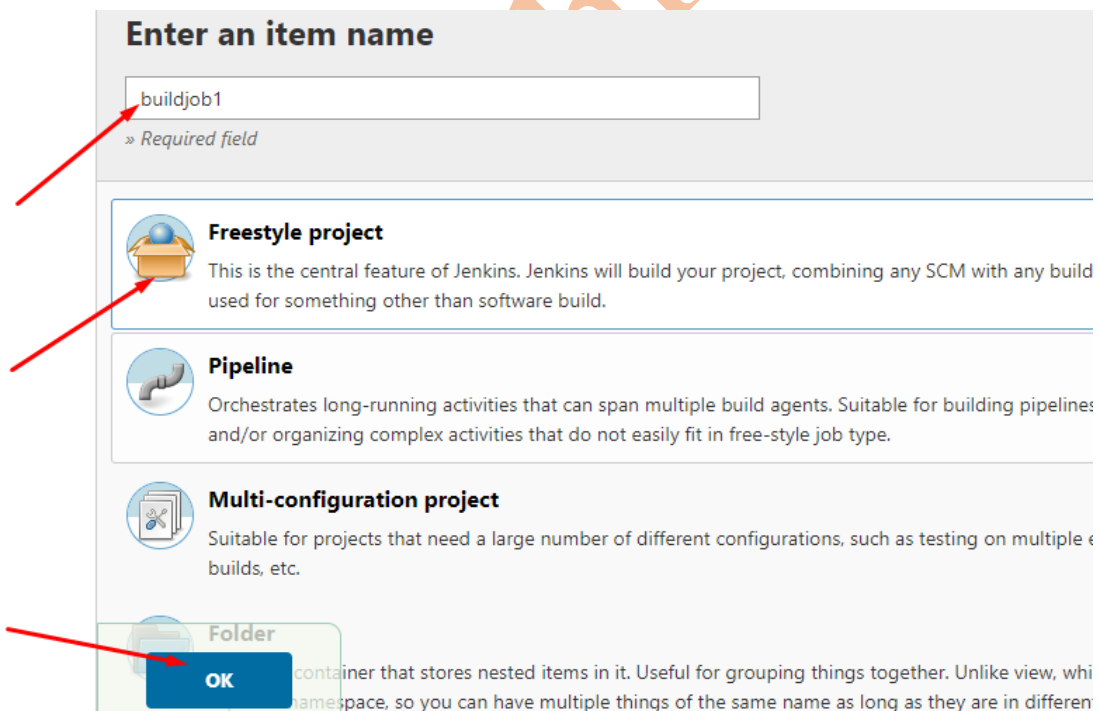 Enter an item name
buildjob1
» Required field
Freestyle project
This is the central feature of Jenkins. Jenkins will build your project, combining any SCM with any build
used for something other than software build.
Pipeline
Orchestrates long-running activities that can span multiple build agents. Suitable for building pipelines
and/or organizing complex activities that do not easily fit in free-style job type.
Multi-configuration project
Suitable for projects that need a large number of different configurations, such as testing on multiple
builds, etc.
Folder
container that stores nested items in it. Useful for grouping things together. Unlike view,
OK
namespace, so you can have multiple things of the same name as long as they are in different